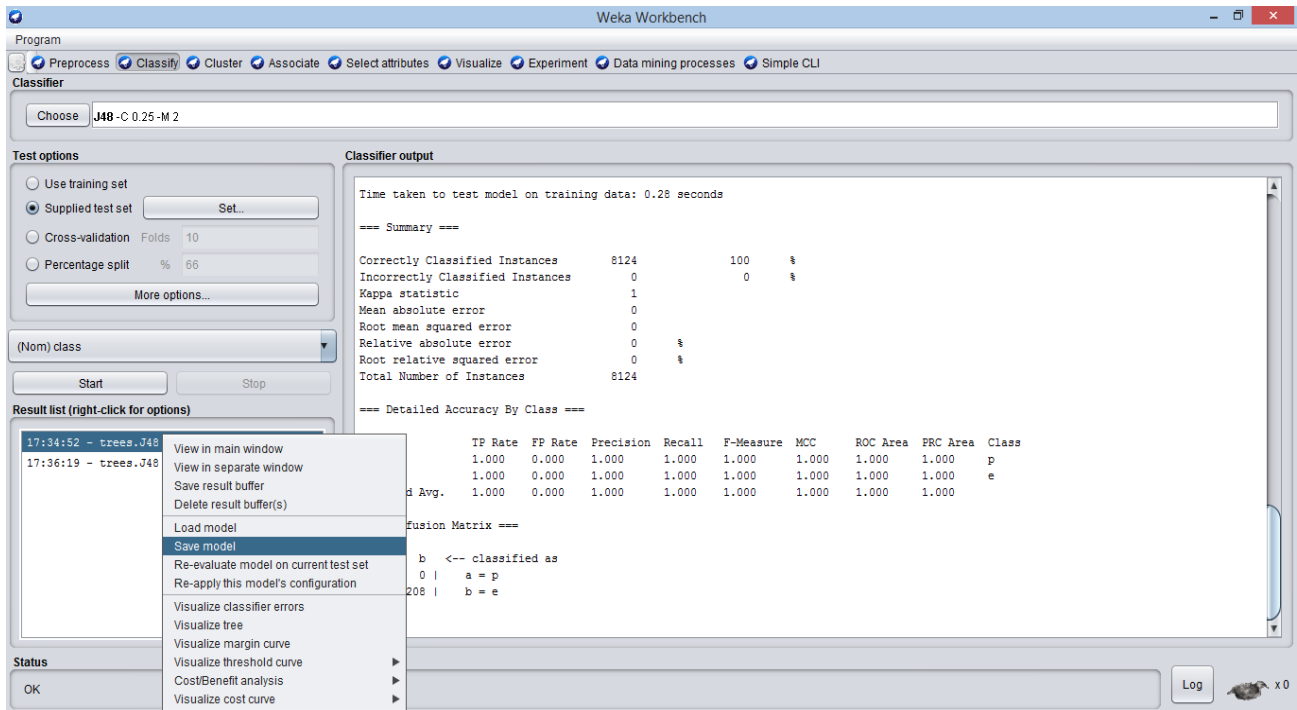 Weka Workbench
Program
Preprocess Classify Cluster Associate Select attributes Visualize Experiment Data mining processes Simple CLI
Classifier
Choose J48 -C 0.25 -M 2
Test options
Use training set
Supplied test set Set...
Cross-validation Folds 10
Percentage split % 66
More options...
(Nom) class
Start Stop
Result list (right-click for options)
17:34:52 - trees.J48
17:36:19 - trees.J48
View in main window
View in separate window
Save result buffer
Delete result buffer(s)
Load model
Save model
Re-evaluate model on current test set
Re-apply this model's configuration
Visualize classifier errors
Visualize tree
Visualize margin curve
Visualize threshold curve
Cost/Benefit analysis
Visualize cost curve
Classifier output
Time taken to test model on training data: 0.28 seconds
=== Summary ===
Correctly Classified Instances 8124 100 %
Incorrectly Classified Instances 0 0 %
Kappa statistic 1
Mean absolute error 0
Root mean squared error 0
Relative absolute error 0 %
Root relative squared error 0 %
Total Number of Instances 8124
=== Detailed Accuracy By Class ===
TP Rate FP Rate Precision Recall F-Measure MCC ROC Area PRC Area Class
1.000 0.000 1.000 1.000 1.000 1.000 1.000 1.000 p
1.000 0.000 1.000 1.000 1.000 1.000 1.000 1.000 e
d Avg. 1.000 0.000 1.000 1.000 1.000 1.000 1.000 1.000
fusion Matrix ===
b <-- classified as
0 | a = p
208 | b = e
Status
OK
Log x 0